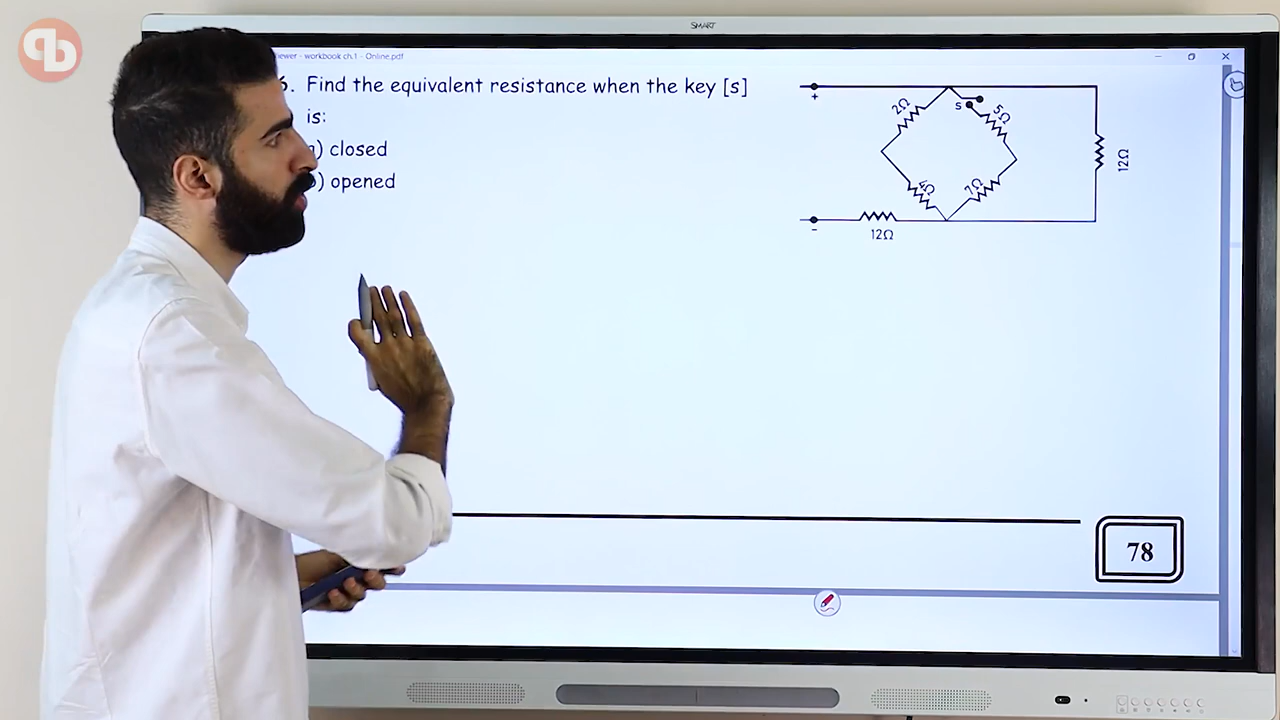 SMART
iewer - workbook ch.1 - Online.pdf
6. Find the equivalent resistance when the key [s]
is:
) closed
) opened
+
2Ω
s
5Ω
12Ω
4Ω
7Ω
-
12Ω
78